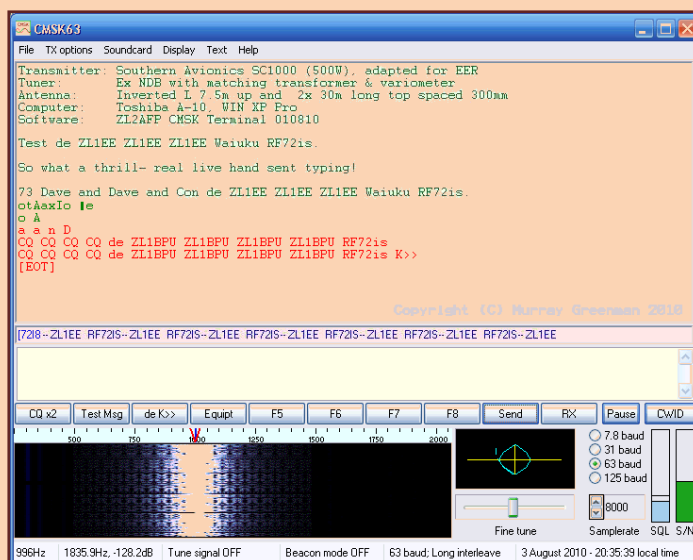 CMSK63
File TX options Soundcard Display Text Help
Transmitter: Southern Avionics SC1000 (500W), adapted for EER
Tuner: Ex NDB with matching transformer & variometer
Antenna: Inverted L 7.5m up and 2x 30m long top spaced 300mm
Computer: Toshiba A-10, WIN XP Pro
Software: ZL2AFP CMSK Terminal 010810
Test de ZL1EE ZL1EE ZL1EE Waiuku RF72is.
So what a thrill- real live hand sent typing!
73 Dave and Dave and Con de ZL1EE ZL1EE ZL1EE Waiuku RF72is.
otAaxIo e
o A
a a n D
CQ CQ CQ CQ de ZL1BPU ZL1BPU ZL1BPU ZL1BPU RF72is
CQ CQ CQ CQ de ZL1BPU ZL1BPU ZL1BPU ZL1BPU RF72is K>>
[EOT]
Copyright (C) Murray Greenman 2010
[72I8--ZL1EE RF72IS--ZL1EE RF72IS--ZL1EE RF72IS--ZL1EE RF72IS--ZL1EE RF72IS--ZL1EE RF72IS--ZL1EE
CQ x2 Test Msg de K>> Equipt F5 F6 F7 F8 Send RX Pause CWID
500 750 1000 1250 1500 1750 2000
7.8 baud
31 baud
63 baud
125 baud
8000
Fine tune Samplerate SQL S/N
996Hz 1835.9Hz, -128.2dB Tune signal OFF Beacon mode OFF 63 baud; Long interleave 3 August 2010 - 20:35:39 local time